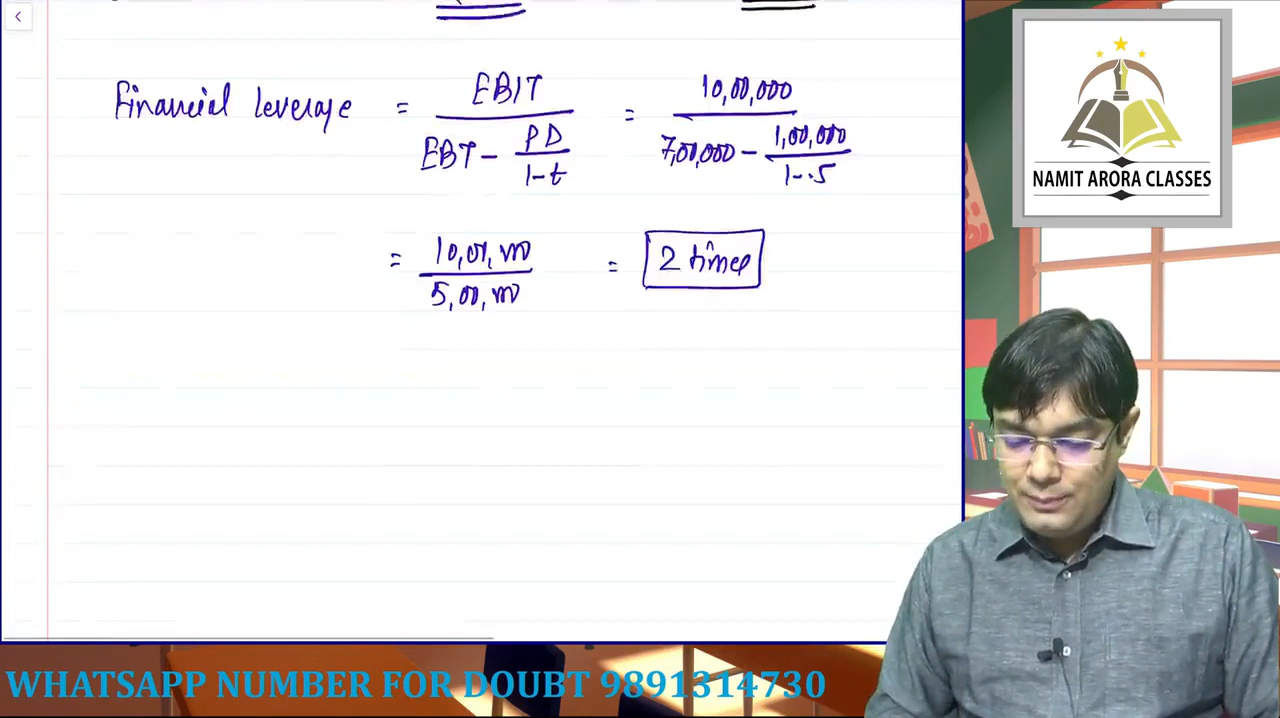 Financial leverage = EBIT / EBT - PD / 1-t = 10,00,000 / 7,00,000 - 1,00,000 / 1-.5
= 10,00,000 / 5,00,000 = 2 times
NAMIT ARORA CLASSES
WHATSAPP NUMBER FOR DOUBT 9891314730